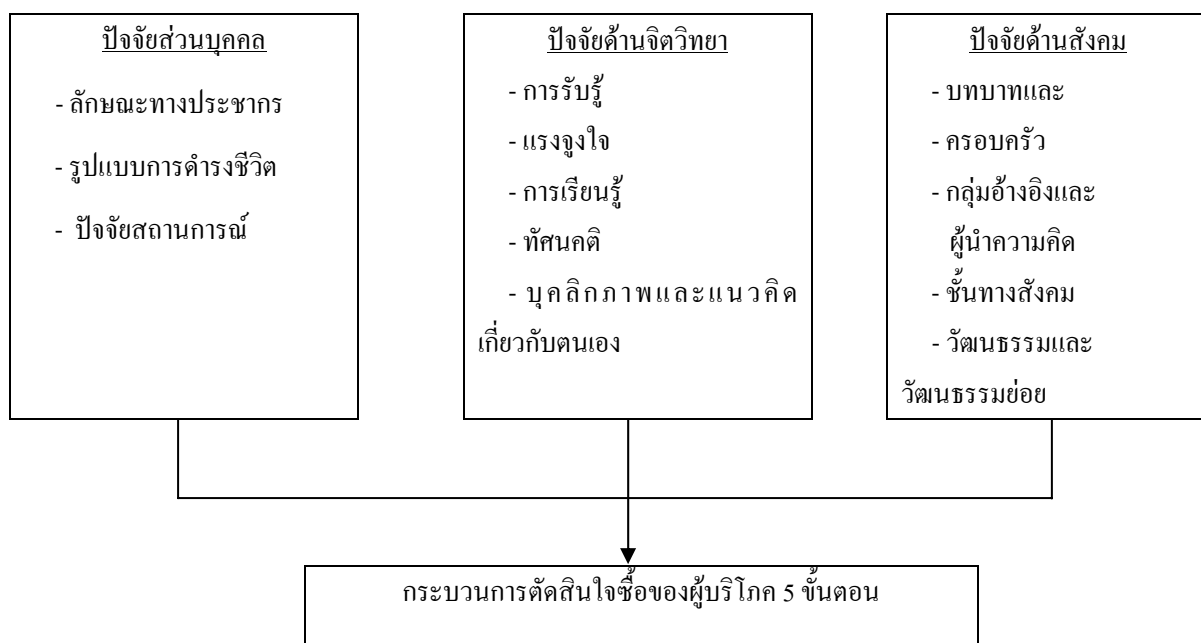 ปัจจัยส่วนบุคคล
- ลักษณะทางประชากร
- รูปแบบการดำรงชีวิต
- ปัจจัยสถานการณ์
ปัจจัยด้านจิตวิทยา
- การรับรู้
- แรงจูงใจ
- การเรียนรู้
- ทัศนคติ
- บุคลิกภาพและแนวคิด
เกี่ยวกับตนเอง
ปัจจัยด้านสังคม
- บทบาทและ
- ครอบครัว
- กลุ่มอ้างอิงและ
ผู้นำความคิด
- ชั้นทางสังคม
- วัฒนธรรมและ
วัฒนธรรมย่อย
กระบวนการตัดสินใจซื้อของผู้บริโภค 5 ขั้นตอน